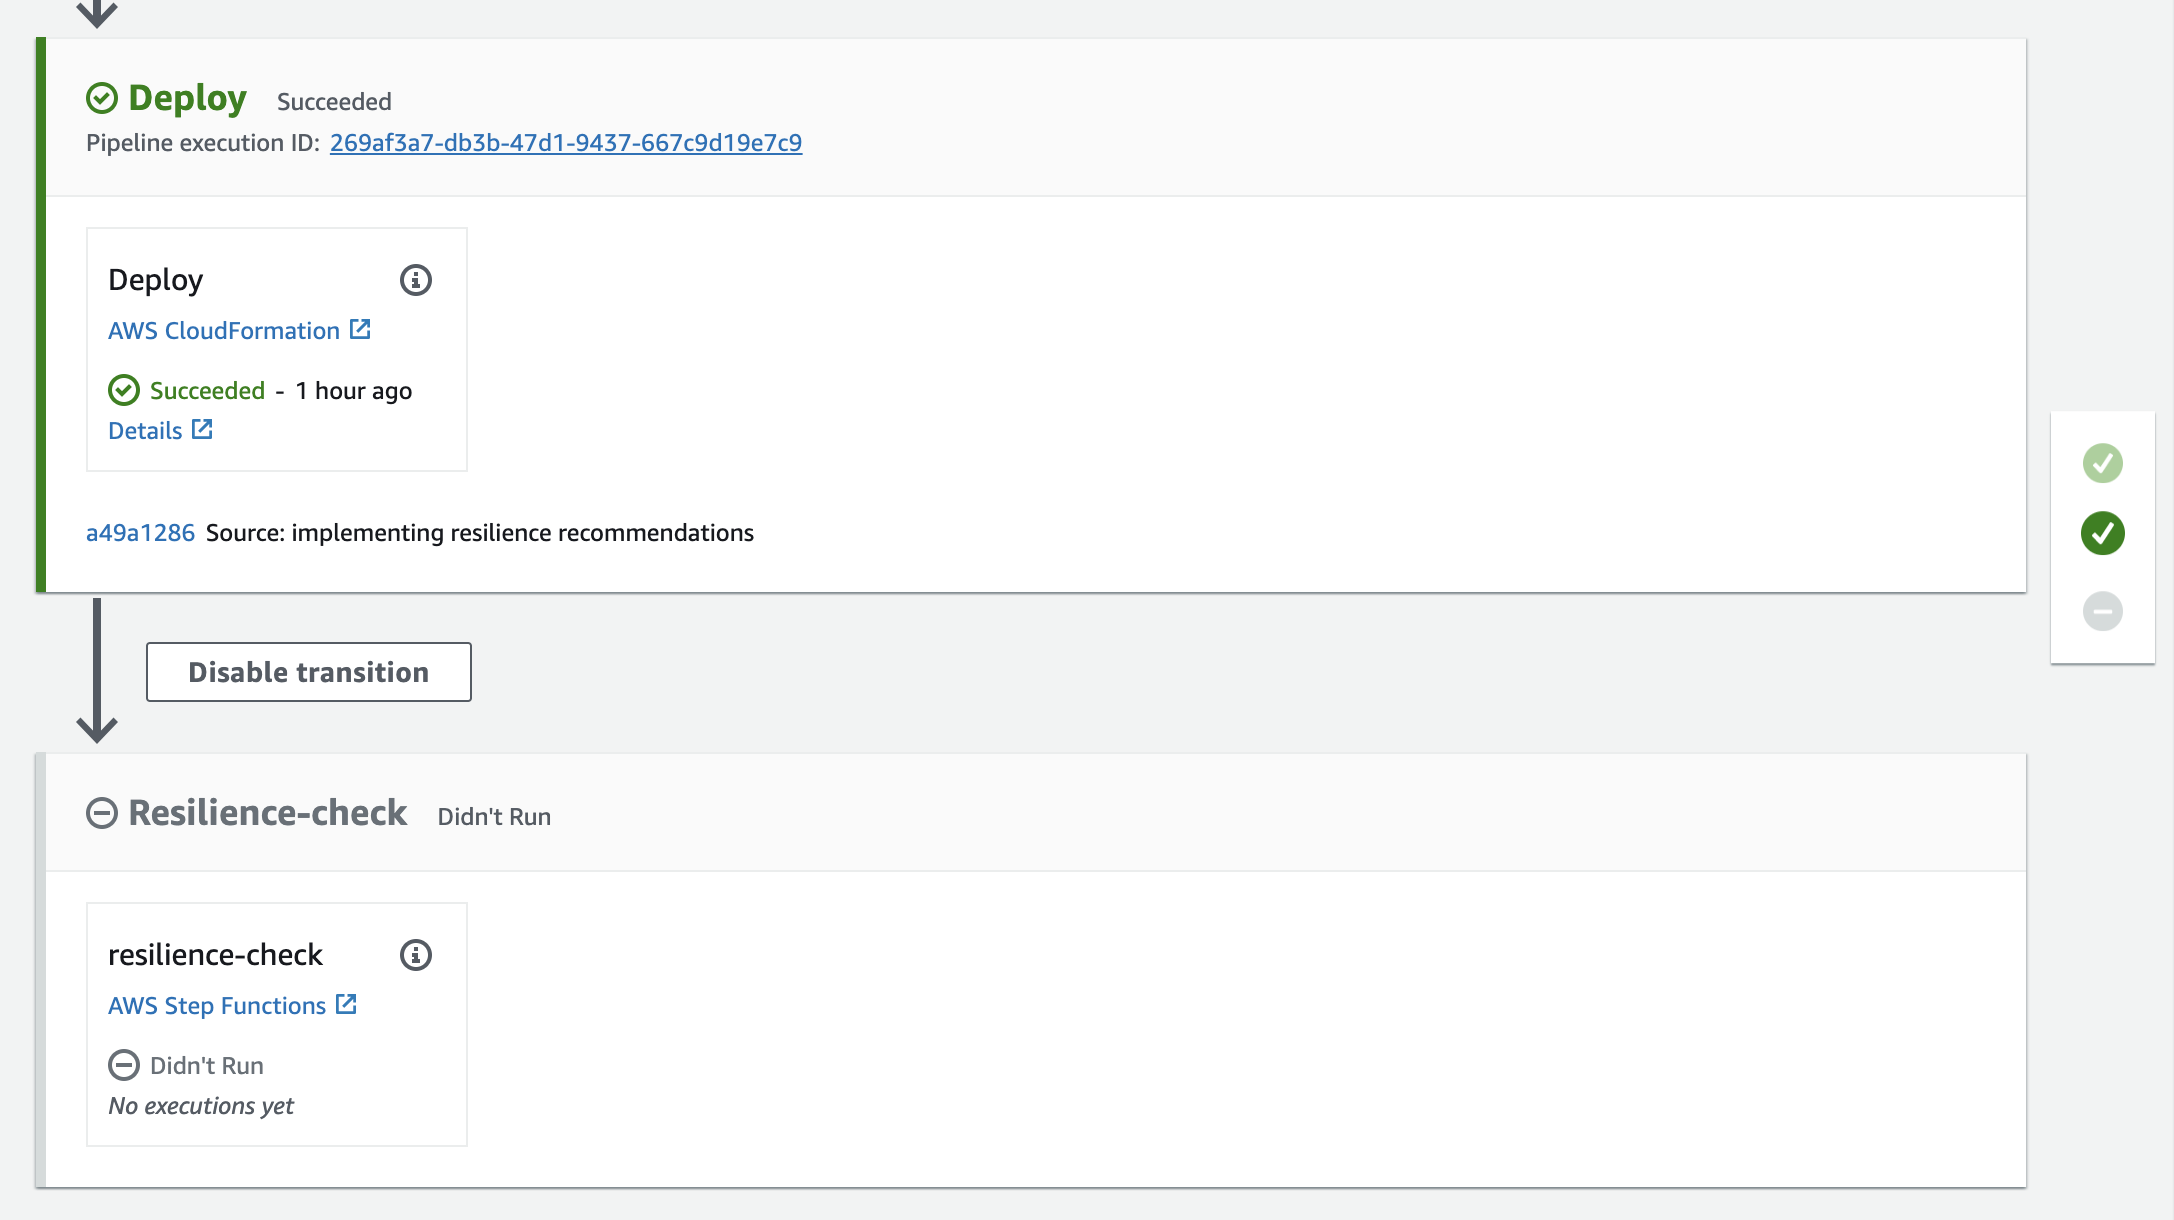 Deploy Succeeded
Pipeline execution ID: 269af3a7-db3b-47d1-9437-667c9d19e7c9
Deploy
AWS CloudFormation
Succeeded - 1 hour ago
Details
a49a1286 Source: implementing resilience recommendations
Disable transition
Resilience-check Didn't Run
resilience-check
AWS Step Functions
Didn't Run
No executions yet